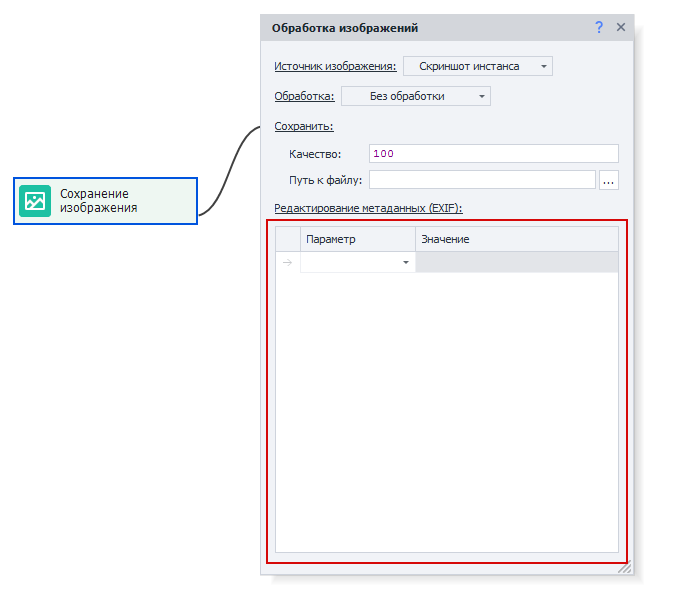 Обработка изображений ?
Источник изображения: Скриншот инстанса
Обработка: Без обработки
Сохранить:
Качество: 100
Путь к файлу: ...
Сохранение
изображения
Редактирование метаданных (EXIF):
Параметр Значение